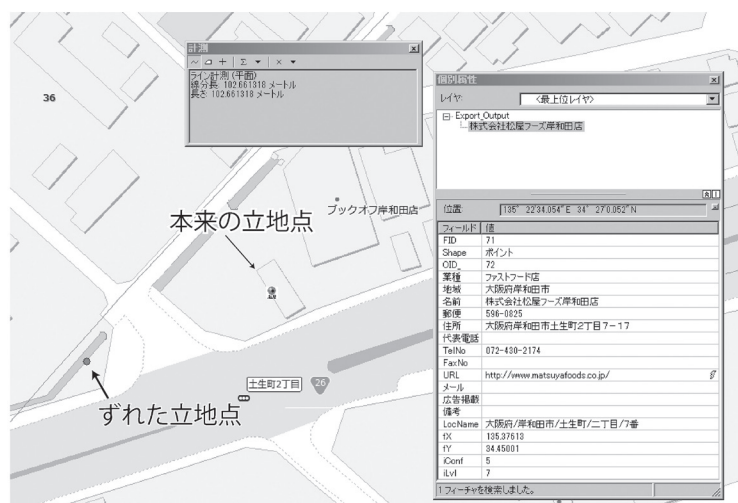 計測
ライン計測 (平面)
線分長: 102.661318 メートル
長さ: 102.661318 メートル
36
本来の立地点
ブックオフ岸和田店
ずれた立地点
土生町2丁目
26
個別属性
レイヤ:
<最上位レイヤ>
Export_Output
株式会社松屋フーズ岸和田店
位置:
135° 22'34.054" E 34° 27'0.052" N
フィールド 値
FID 71
Shape ポイント
OID_ 72
業種 ファストフード店
地域 大阪府岸和田市
名前 株式会社松屋フーズ岸和田店
郵便 596-0825
住所 大阪府岸和田市土生町2丁目7-17
代表電話
TelNo 072-430-2174
FaxNo
URL http://www.matsuyafoods.co.jp/
メール
広告掲載
備考
LocName 大阪府/岸和田市/土生町/二丁目/7番
fX 135.37613
fY 34.45001
iConf 5
iLvl 7
1 フィーチャを検索しました。